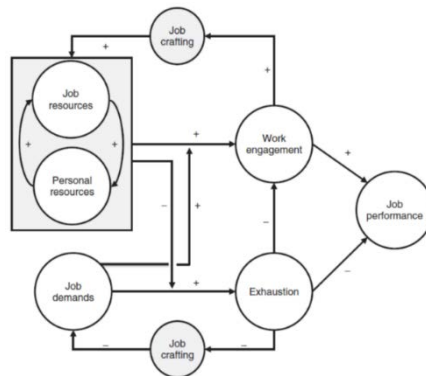 Job
crafting
+
+
Job
resources
+
+
Personal
resources
+
Work
engagement
+
−
+
−
Job
performance
Job
demands
+
Exhaustion
−
−
Job
crafting
−